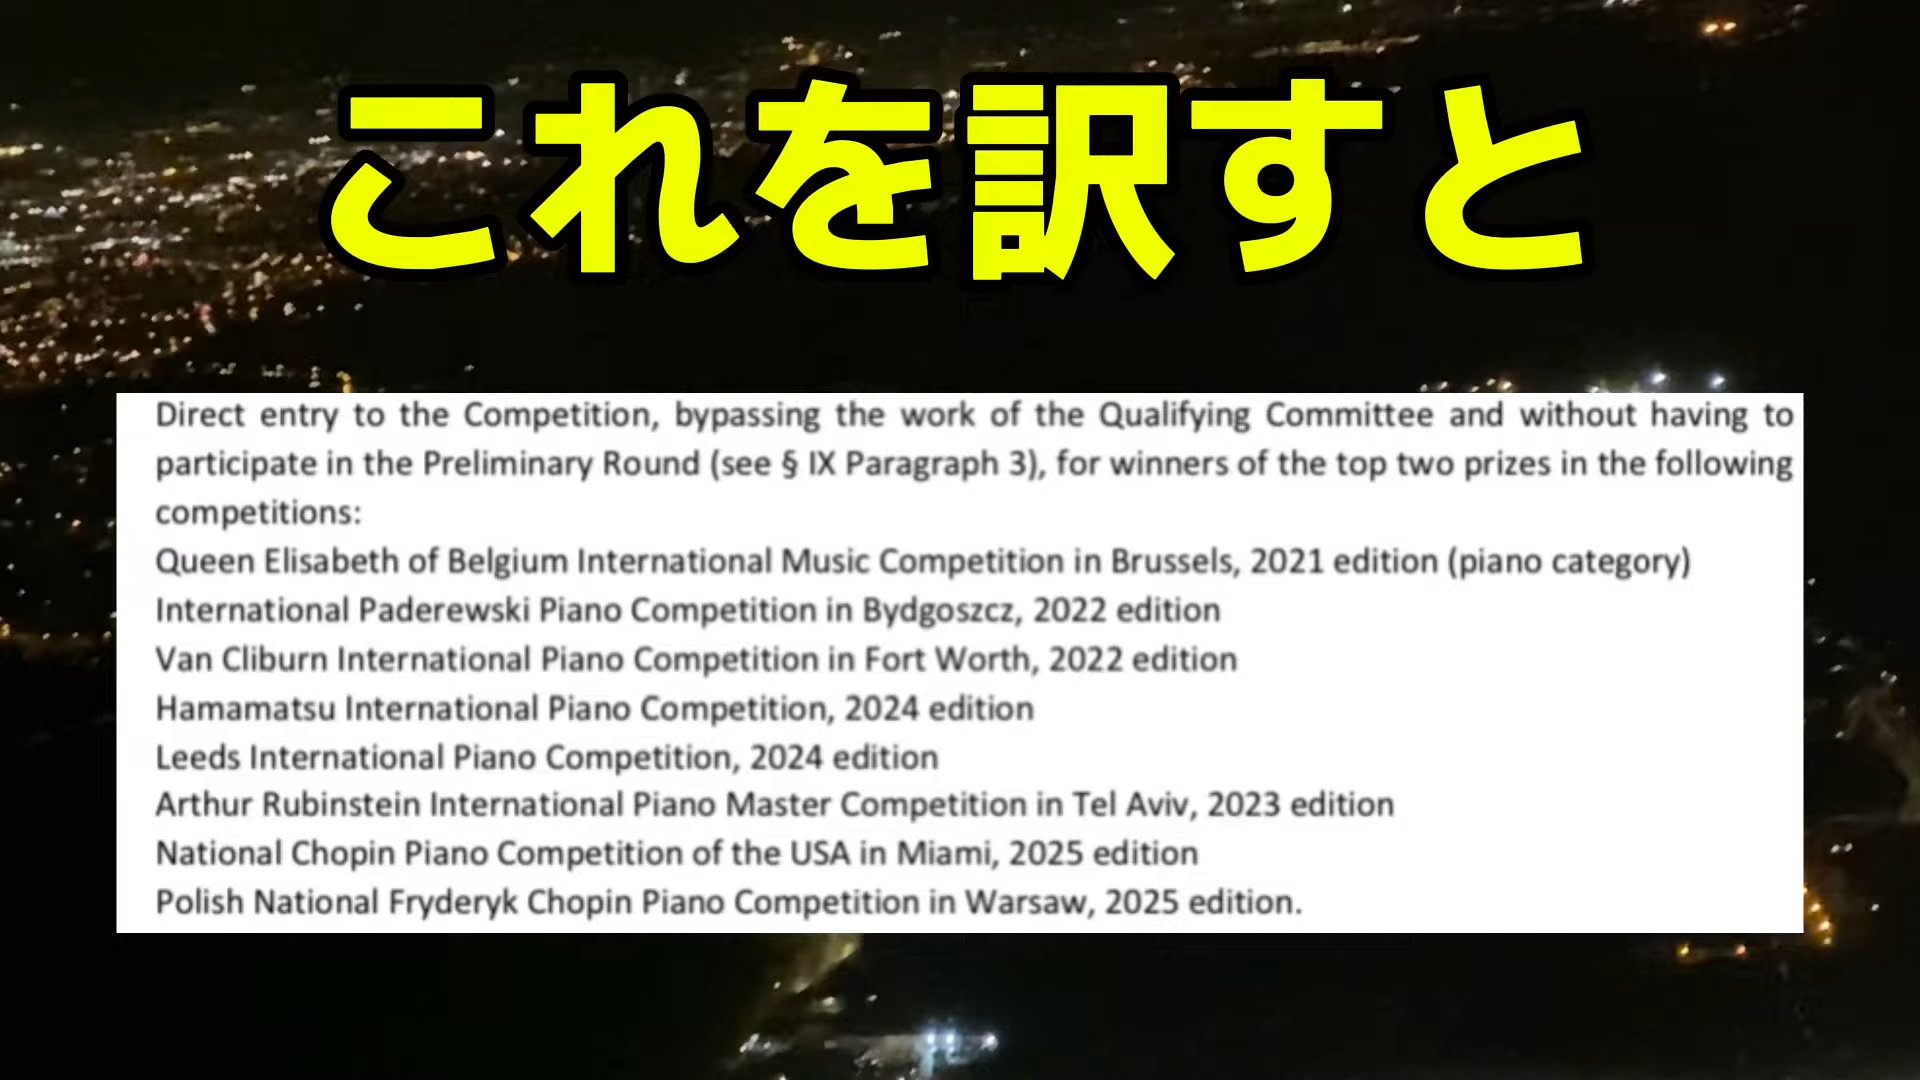 これを訳すと
Direct entry to the Competition, bypassing the work of the Qualifying Committee and without having to
participate in the Preliminary Round (see § IX Paragraph 3), for winners of the top two prizes in the following
competitions:
Queen Elisabeth of Belgium International Music Competition in Brussels, 2021 edition (piano category)
International Paderewski Piano Competition in Bydgoszcz, 2022 edition
Van Cliburn International Piano Competition in Fort Worth, 2022 edition
Hamamatsu International Piano Competition, 2024 edition
Leeds International Piano Competition, 2024 edition
Arthur Rubinstein International Piano Master Competition in Tel Aviv, 2023 edition
National Chopin Piano Competition of the USA in Miami, 2025 edition
Polish National Fryderyk Chopin Piano Competition in Warsaw, 2025 edition.